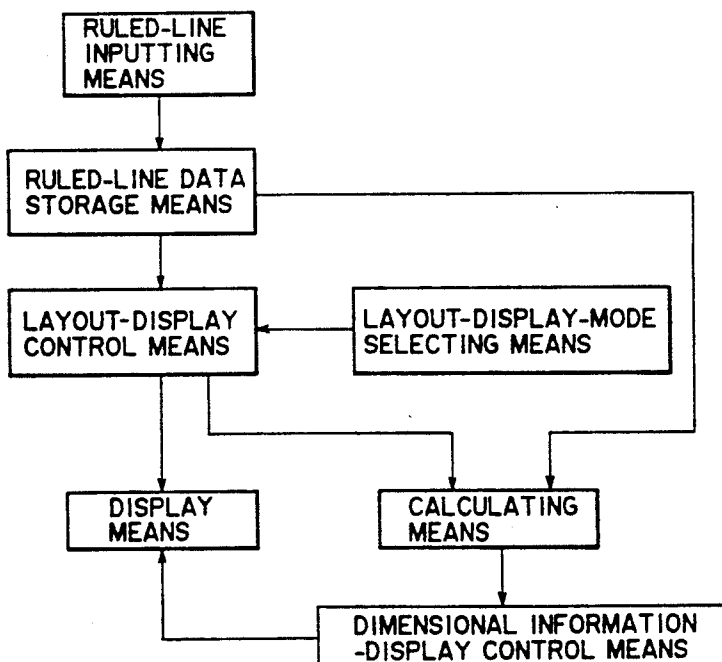 RULED-LINE
INPUTTING
MEANS
RULED-LINE DATA
STORAGE MEANS
LAYOUT-DISPLAY
CONTROL MEANS
LAYOUT-DISPLAY-MODE
SELECTING MEANS
DISPLAY
MEANS
CALCULATING
MEANS
DIMENSIONAL INFORMATION
-DISPLAY CONTROL MEANS